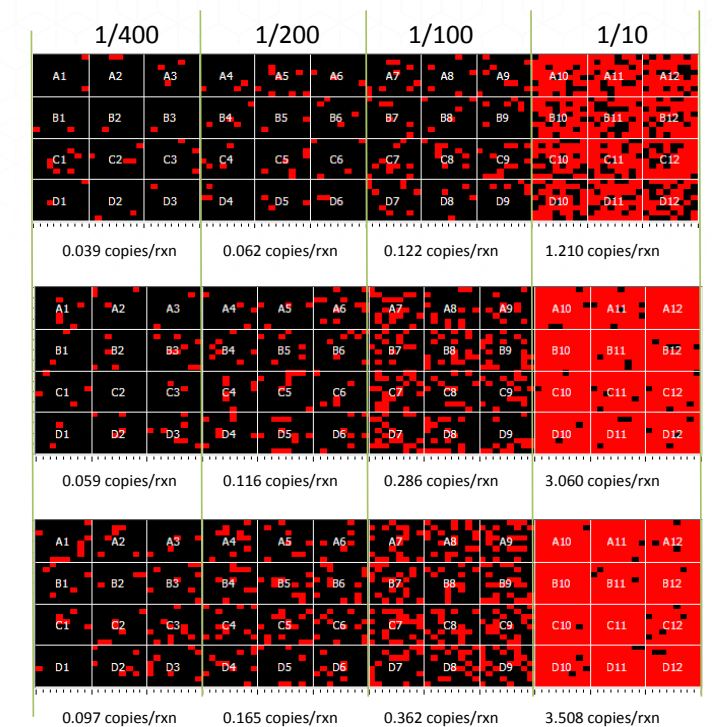 1/400 1/200 1/100 1/10
A1 A2 A3 A4 A5 A6 A7 A8 A9 A10 A11 A12
B1 B2 B3 B4 B5 B6 B7 B8 B9 B10 B11 B12
C1 C2 C3 C4 C5 C6 C7 C8 C9 C10 C11 C12
D1 D2 D3 D4 D5 D6 D7 D8 D9 D10 D11 D12
0.039 copies/rxn 0.062 copies/rxn 0.122 copies/rxn 1.210 copies/rxn
A1 A2 A3 A4 A5 A6 A7 A8 A9 A10 A11 A12
B1 B2 B3 B4 B5 B6 B7 B8 B9 B10 B11 B12
C1 C2 C3 C4 C5 C6 C7 C8 C9 C10 C11 C12
D1 D2 D3 D4 D5 D6 D7 D8 D9 D10 D11 D12
0.059 copies/rxn 0.116 copies/rxn 0.286 copies/rxn 3.060 copies/rxn
A1 A2 A3 A4 A5 A6 A7 A8 A9 A10 A11 A12
B1 B2 B3 B4 B5 B6 B7 B8 B9 B10 B11 B12
C1 C2 C3 C4 C5 C6 C7 C8 C9 C10 C11 C12
D1 D2 D3 D4 D5 D6 D7 D8 D9 D10 D11 D12
0.097 copies/rxn 0.165 copies/rxn 0.362 copies/rxn 3.508 copies/rxn